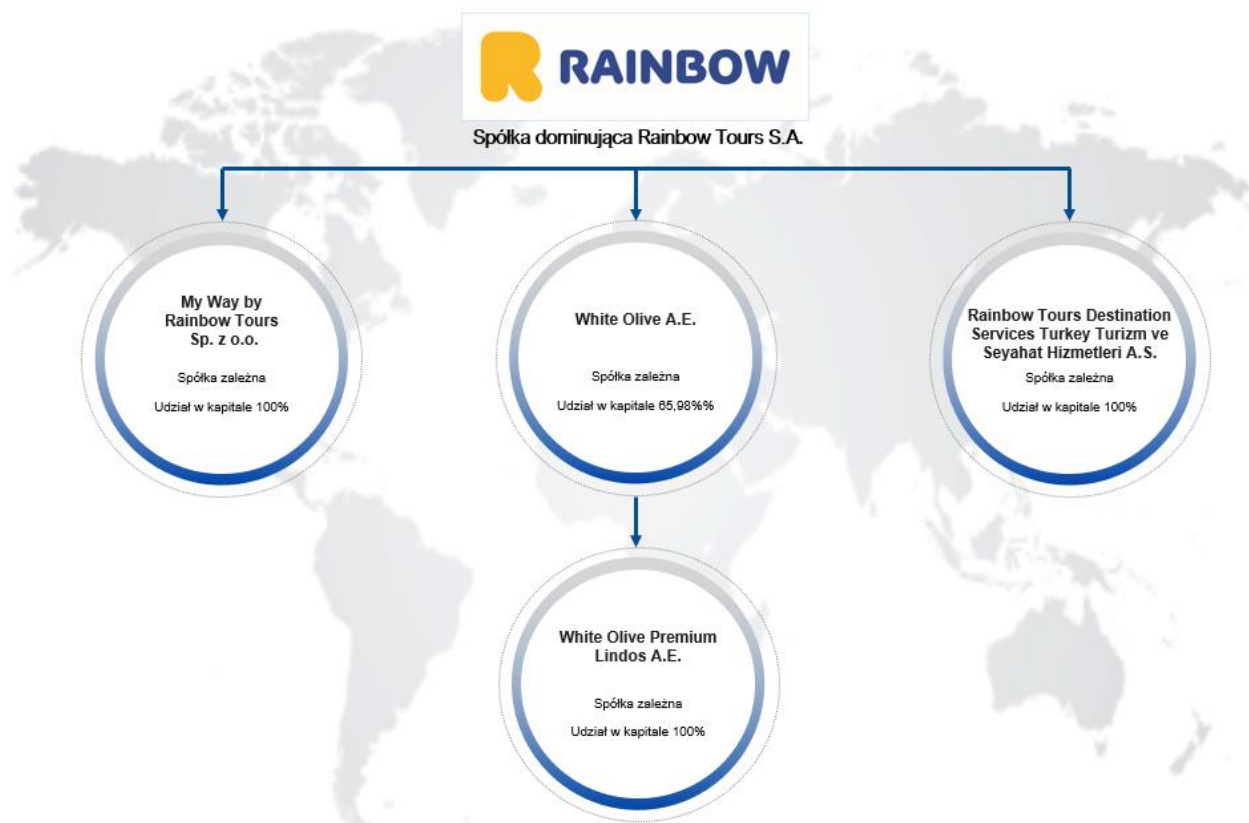 RAINBOW
Spółka dominująca Rainbow Tours S.A.
My Way by
Rainbow Tours
Sp. z o.o.
Spółka zależna
Udział w kapitale 100%
White Olive A.E.
Spółka zależna
Udział w kapitale 65,98%%
Rainbow Tours Destination
Services Turkey Turizm ve
Seyahat Hizmetleri A.S.
Spółka zależna
Udział w kapitale 100%
White Olive Premium
Lindos A.E.
Spółka zależna
Udział w kapitale 100%